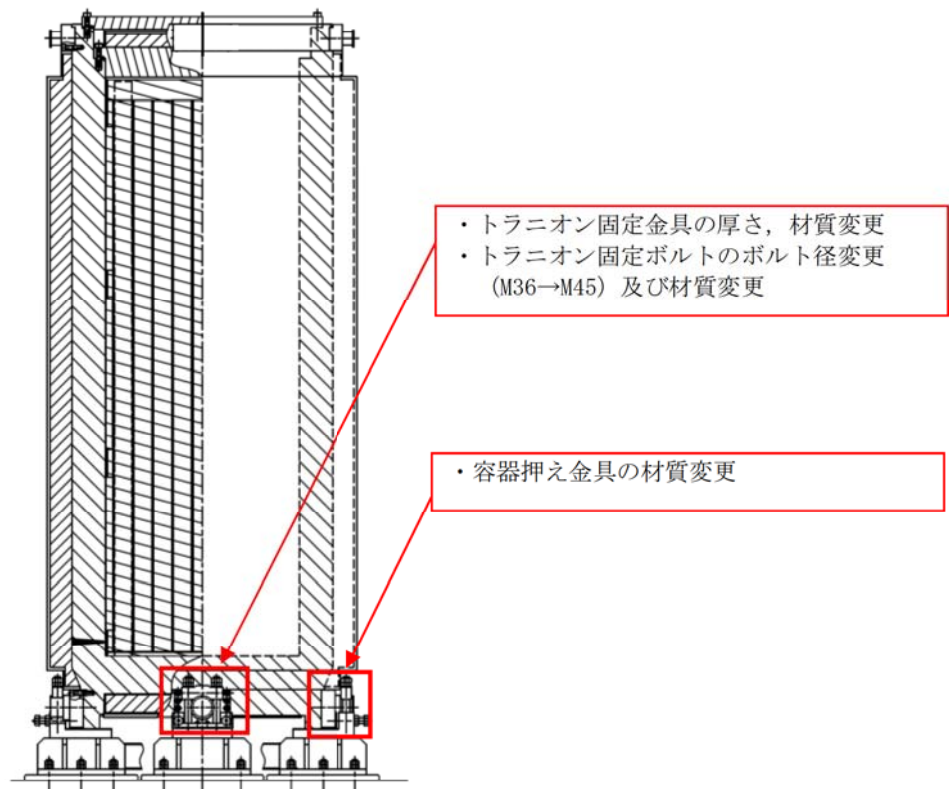 ・トラニオン固定金具の厚さ，材質変更
・トラニオン固定ボルトのボルト径変更
（M36→M45）及び材質変更
・容器押え金具の材質変更